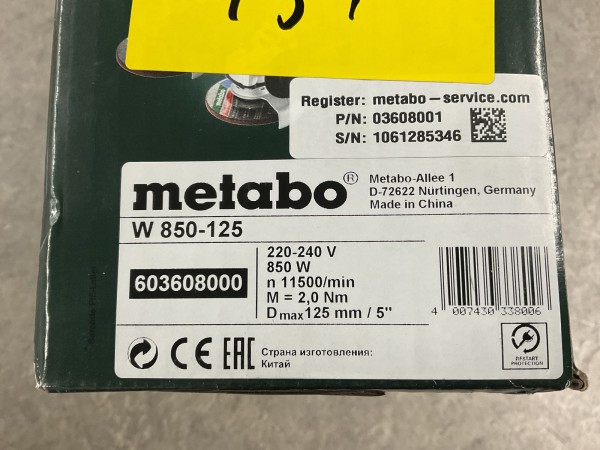 metabo
Register: metabo-service.com
P/N: 03608001
S/N: 1061285346
metabo®
Metabo-Allee 1
D-72622 Nürtingen, Germany
Made in China
W 850-125
603608000
220-240 V
850 W
n 11500/min
M = 2,0 Nm
Dmax 125 mm / 5"
4 007430 338006
CE EAC
Страна изготовления:
Китай
RESTART
PROTECTION